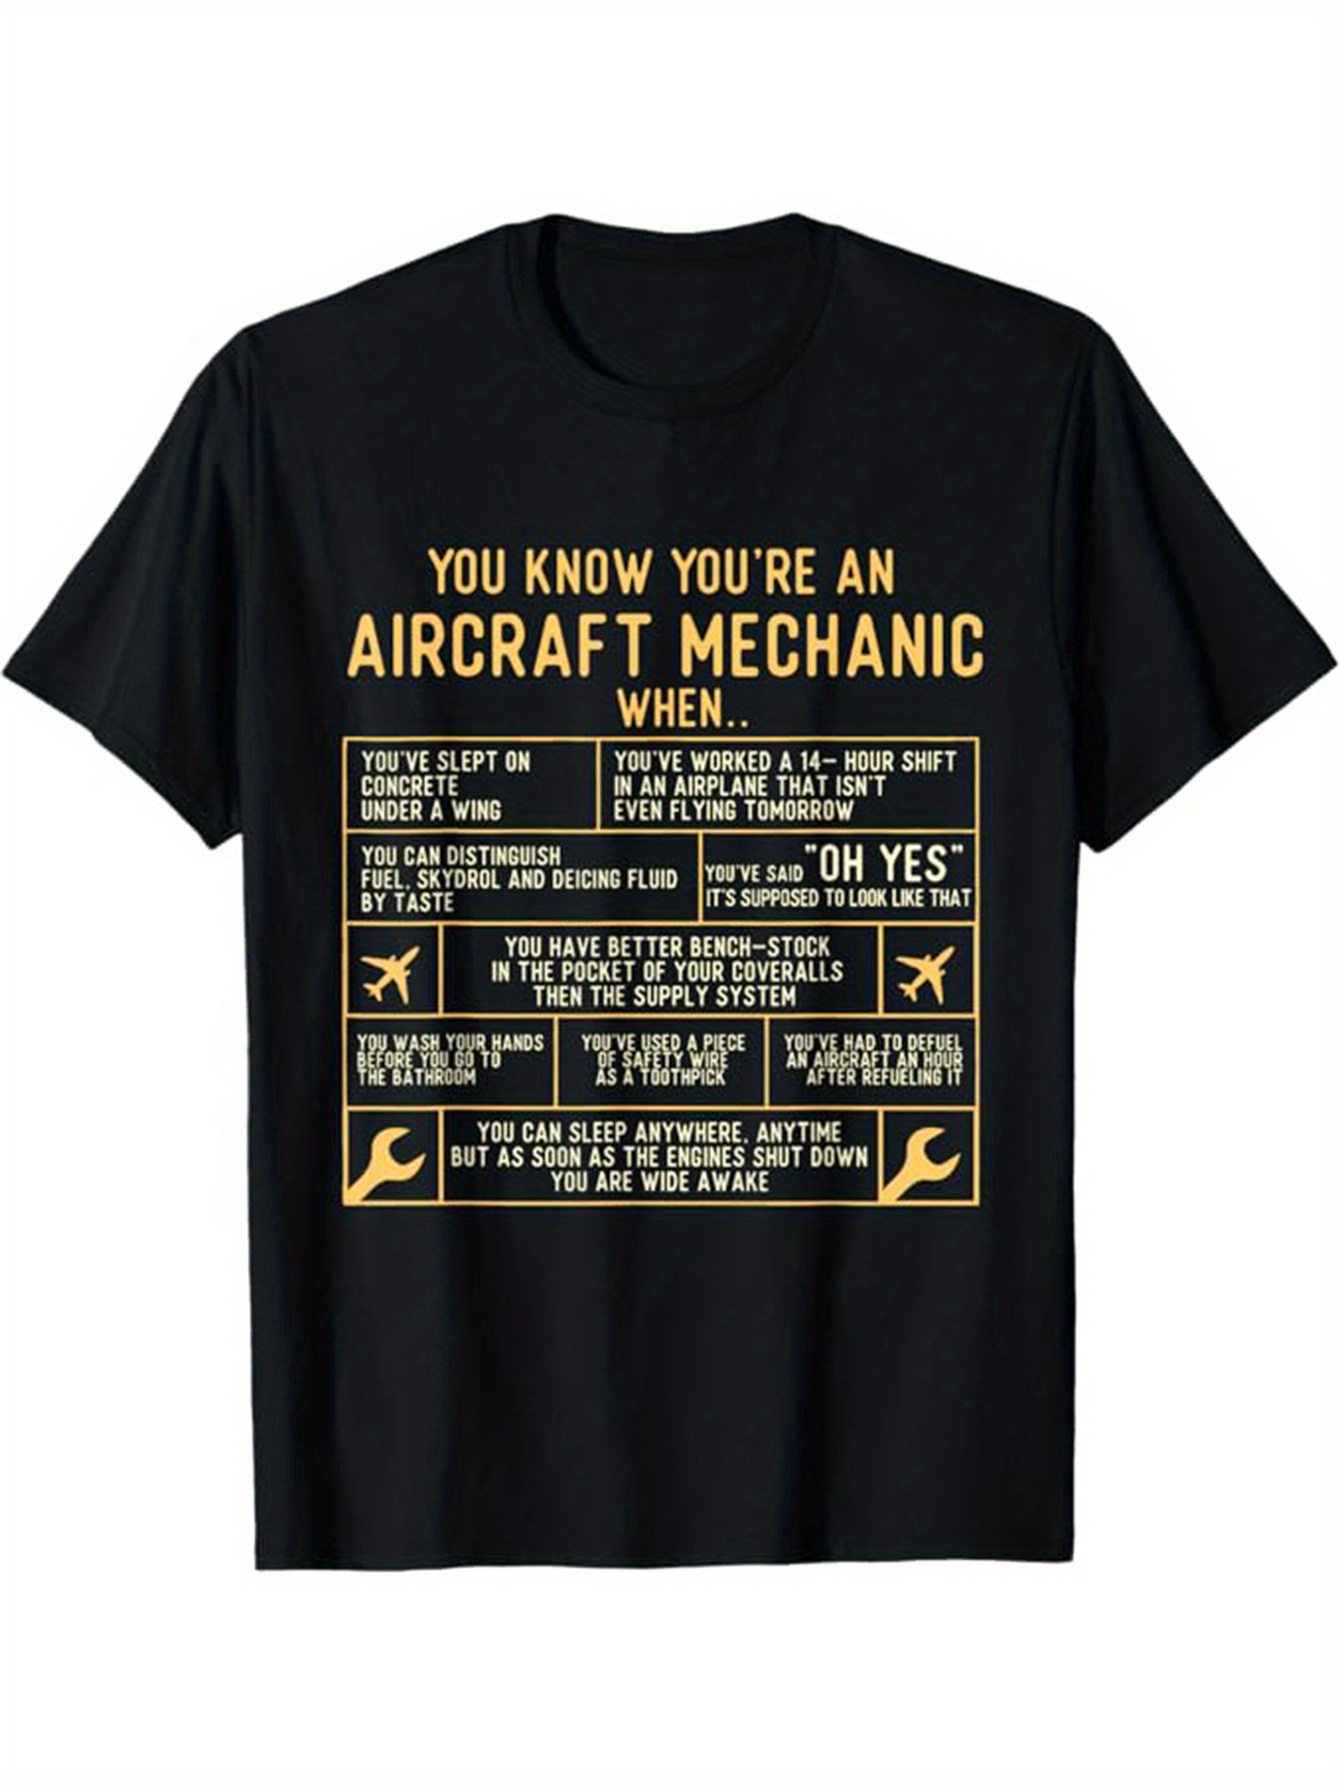 YOU KNOW YOU'RE AN
AIRCRAFT MECHANIC
WHEN..
YOU'VE SLEPT ON
CONCRETE
UNDER A WING
YOU'VE WORKED A 14- HOUR SHIFT
IN AN AIRPLANE THAT ISN'T
EVEN FLYING TOMORROW
YOU CAN DISTINGUISH
FUEL, SKYDROL AND DEICING FLUID
BY TASTE
YOU'VE SAID "OH YES"
IT'S SUPPOSED TO LOOK LIKE THAT
YOU HAVE BETTER BENCH-STOCK
IN THE POCKET OF YOUR COVERALLS
THEN THE SUPPLY SYSTEM
YOU WASH YOUR HANDS
BEFORE YOU GO TO
THE BATHROOM
YOU'VE USED A PIECE
OF SAFETY WIRE
AS A TOOTHPICK
YOU'VE HAD TO DEFUEL
AN AIRCRAFT AN HOUR
AFTER REFUELING IT
YOU CAN SLEEP ANYWHERE, ANYTIME
BUT AS SOON AS THE ENGINES SHUT DOWN
YOU ARE WIDE AWAKE